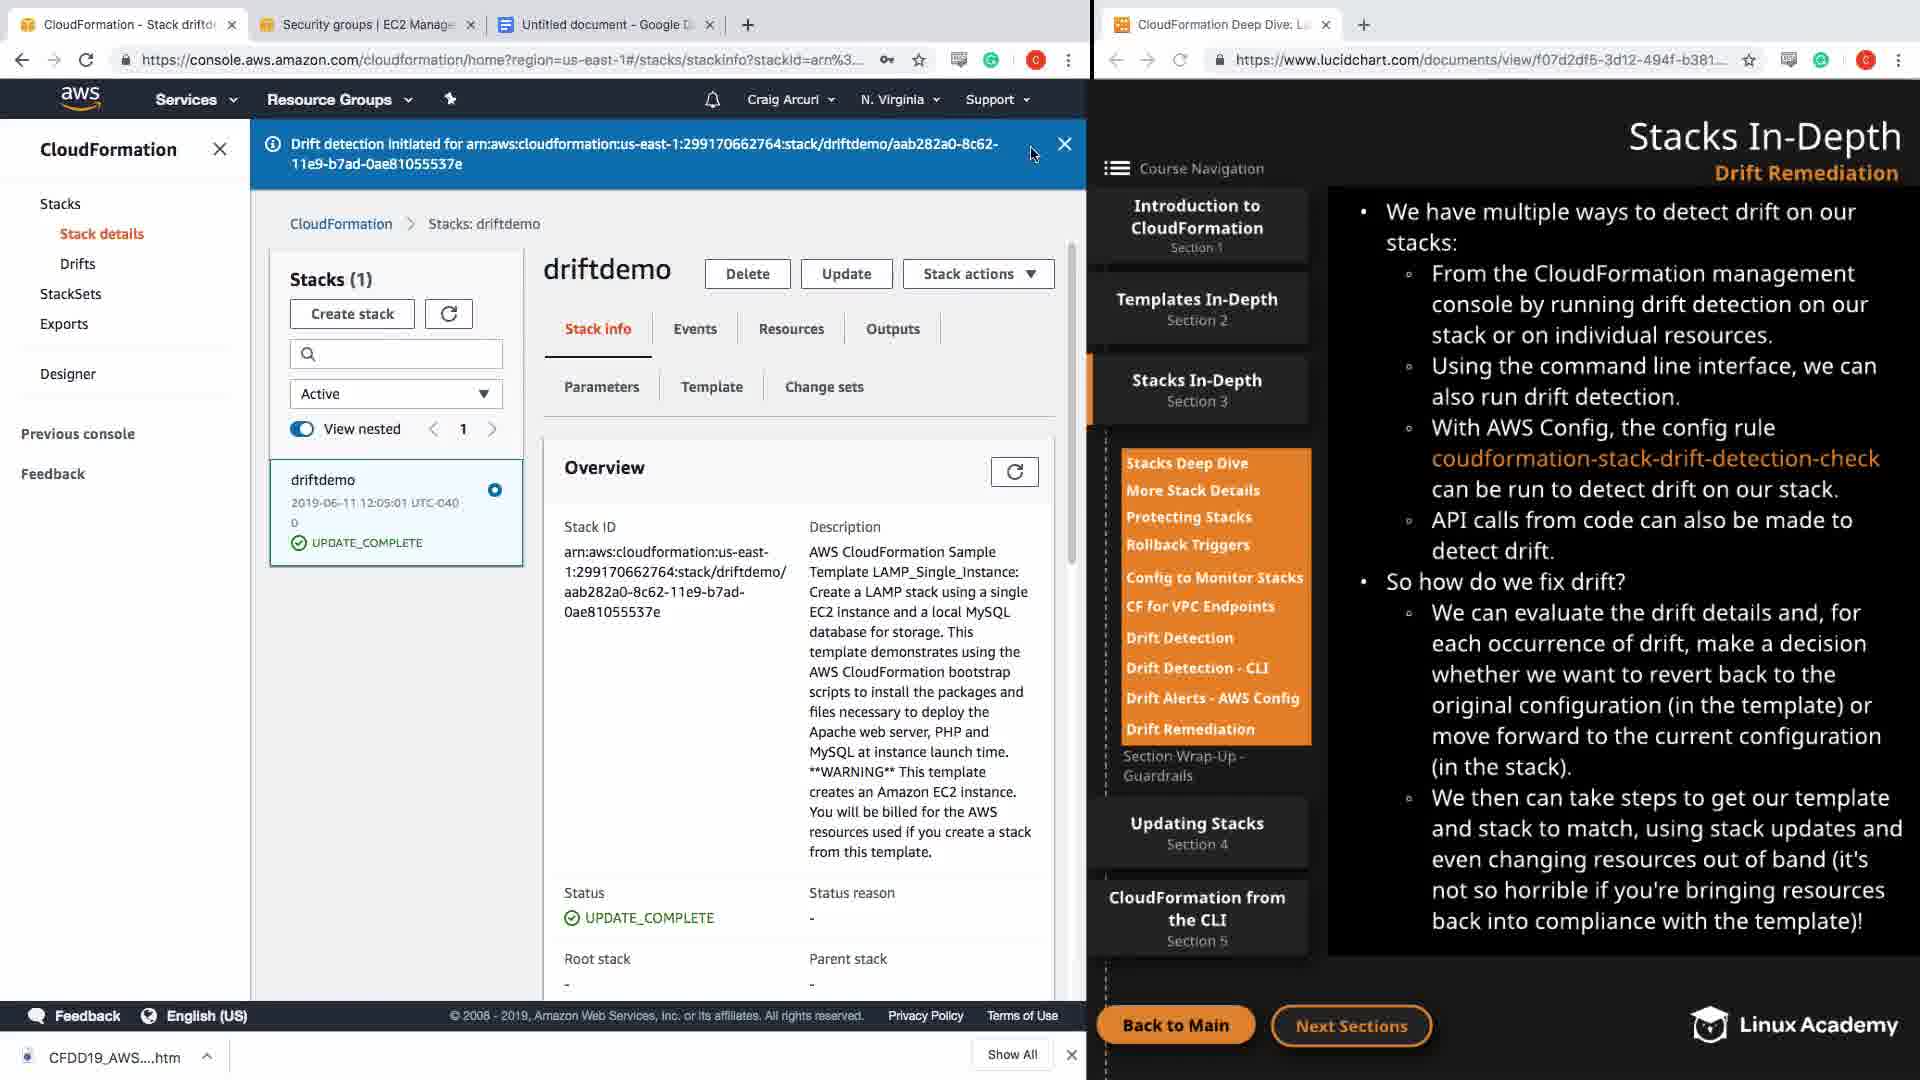 CloudFormation - Stack driftde
Security groups | EC2 Manage
Untitled document - Google D
https://console.aws.amazon.com/cloudformation/home?region=us-east-1#/stacks/stackinfo?stackId=arn%3...
aws
Services
Resource Groups
Craig Arcuri
N. Virginia
Support
CloudFormation
Stacks
Stack details
Drifts
StackSets
Exports
Designer
Previous console
Feedback
Drift detection initiated for arn:aws:cloudformation:us-east-1:299170662764:stack/driftdemo/aab282a0-8c62-
11e9-b7ad-0ae81055537e
CloudFormation
Stacks: driftdemo
Stacks (1)
Create stack
Active
View nested
1
driftdemo
2019-06-11 12:05:01 UTC-040
0
UPDATE_COMPLETE
driftdemo
Delete
Update
Stack actions
Stack info
Events
Resources
Outputs
Parameters
Template
Change sets
Overview
Stack ID
arn:aws:cloudformation:us-east-
1:299170662764:stack/driftdemo/
aab282a0-8c62-11e9-b7ad-
0ae81055537e
Description
AWS CloudFormation Sample
Template LAMP_Single_Instance:
Create a LAMP stack using a single
EC2 instance and a local MySQL
database for storage. This
template demonstrates using the
AWS CloudFormation bootstrap
scripts to install the packages and
files necessary to deploy the
Apache web server, PHP and
MySQL at instance launch time.
**WARNING** This template
creates an Amazon EC2 instance.
You will be billed for the AWS
resources used if you create a stack
from this template.
Status
UPDATE_COMPLETE
Status reason
-
Root stack
-
Parent stack
-
Feedback
English (US)
© 2008 - 2019, Amazon Web Services, Inc. or its affiliates. All rights reserved.
Privacy Policy
Terms of Use
CFDD19_AWS....htm
Show All
CloudFormation Deep Dive: Lu
https://www.lucidchart.com/documents/view/f07d2df5-3d12-494f-b381...
C
Stacks In-Depth
Drift Remediation
Course Navigation
Introduction to
CloudFormation
Section 1
Templates In-Depth
Section 2
Stacks In-Depth
Section 3
Stacks Deep Dive
More Stack Details
Protecting Stacks
Rollback Triggers
Config to Monitor Stacks
CF for VPC Endpoints
Drift Detection
Drift Detection - CLI
Drift Alerts - AWS Config
Drift Remediation
Section Wrap-Up -
Guardrails
Updating Stacks
Section 4
CloudFormation from
the CLI
Section 5
• We have multiple ways to detect drift on our
stacks:
◦ From the CloudFormation management
console by running drift detection on our
stack or on individual resources.
◦ Using the command line interface, we can
also run drift detection.
◦ With AWS Config, the config rule
coudformation-stack-drift-detection-check
can be run to detect drift on our stack.
◦ API calls from code can also be made to
detect drift.
• So how do we fix drift?
◦ We can evaluate the drift details and, for
each occurrence of drift, make a decision
whether we want to revert back to the
original configuration (in the template) or
move forward to the current configuration
(in the stack).
◦ We then can take steps to get our template
and stack to match, using stack updates and
even changing resources out of band (it's
not so horrible if you're bringing resources
back into compliance with the template)!
Back to Main
Next Sections
Linux Academy